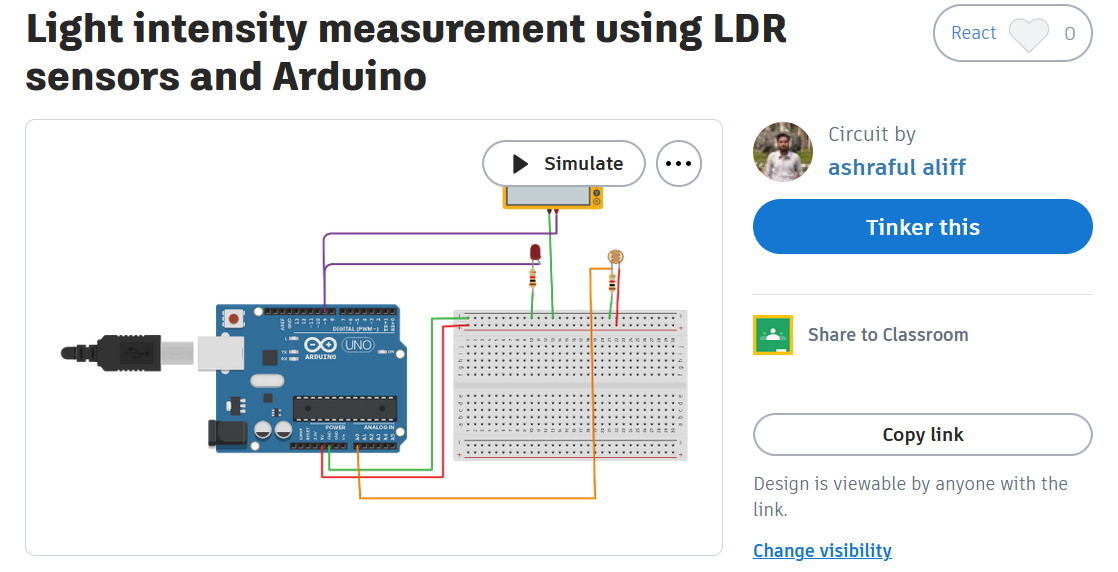 Light intensity measurement using LDR
sensors and Arduino
React 0
Simulate
Circuit by
ashraful aliff
Tinker this
Share to Classroom
Copy link
Design is viewable by anyone with the
link.
Change visibility
DIGITAL (PWM~)
UNO
ARDUINO
POWER ANALOG IN